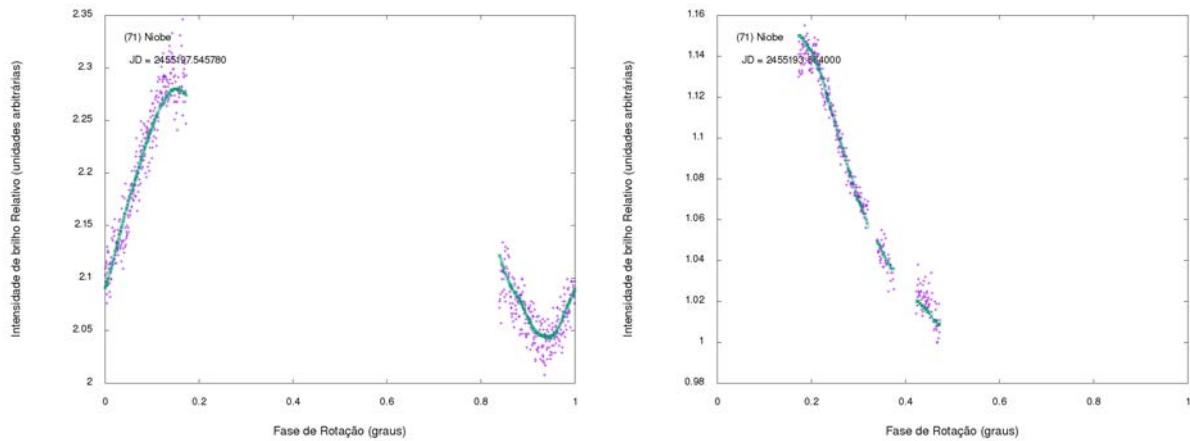 2.35
(71) Niobe
JD = 2455197.545780
2.3
2.25
2.2
2.15
2.1
2.05
2
0 0.2 0.4 0.6 0.8 1
Intensidade de brilho Relativo (unidades arbitrárias)
Fase de Rotação (graus)
1.16
(71) Niobe
1.14
1.12
1.1
1.08
1.06
1.04
1.02
1
0.98
0 0.2 0.4 0.6 0.8 1
Intensidade de brilho Relativo (unidades arbitrárias)
Fase de Rotação (graus)